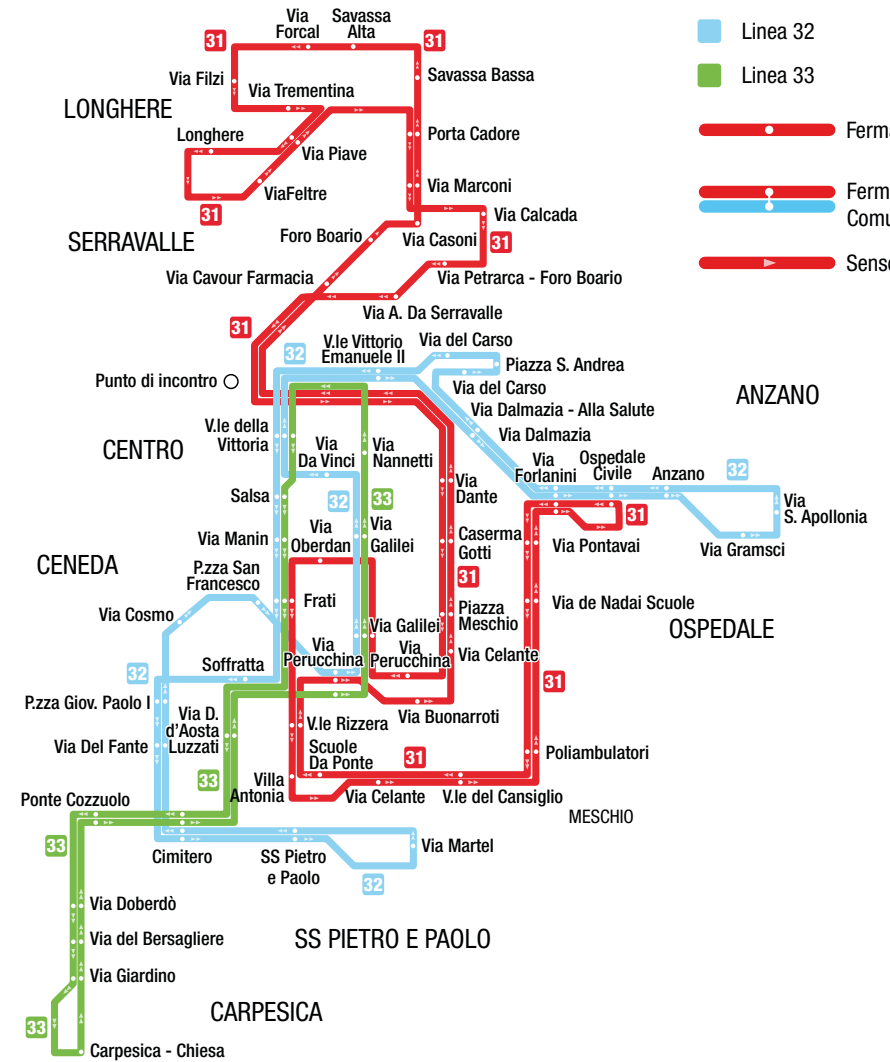 Via
Forcal
Savassa
Alta
31
31
Linea 32
Linea 33
Via Filzi
Savassa Bassa
Via Trementina
LONGHERE
Longhere
Porta Cadore
Ferma
Via Piave
ViaFeltre
Via Marconi
Ferm
Comu
31
Via Calcada
SERRAVALLE
Foro Boario
Via Casoni
31
Sens
Via Cavour Farmacia
Via Petrarca - Foro Boario
Via A. Da Serravalle
31
V.le Vittorio
Emanuele II
Via del Carso
32
Piazza S. Andrea
Punto di incontro
Via del Carso
ANZANO
Via Dalmazia - Alla Salute
V.le della
Vittoria
Via Dalmazia
CENTRO
Via
Da Vinci
Via
Nannetti
Via
Forlanini
Ospedale
Civile
Anzano
32
Via
Dante
Salsa
32
33
Via
S. Apollonia
31
Via
Oberdan
Via
Galilei
Via Manin
Caserma
Gotti
Via Pontavai
Via Gramsci
CENEDA
P.zza San
Francesco
31
Via Cosmo
Frati
Piazza
Meschio
Via de Nadai Scuole
Via Galilei
OSPEDALE
Via
Perucchina
Via
Perucchina
Via Celante
32
Soffratta
31
P.zza Giov. Paolo I
Via D.
d'Aosta
Luzzati
V.le Rizzera
Via Buonarroti
Via Del Fante
Scuole
Da Ponte
31
Poliambulatori
33
Villa
Antonia
Via Celante
V.le del Cansiglio
Ponte Cozzuolo
MESCHIO
33
Cimitero
SS Pietro
e Paolo
Via Martel
32
Via Doberdò
Via del Bersagliere
SS PIETRO E PAOLO
Via Giardino
CARPESICA
33
Carpesica - Chiesa